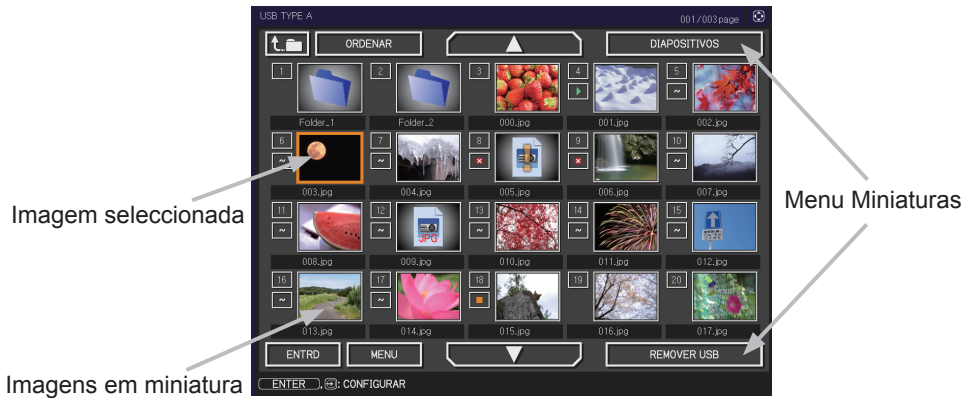 USB TYPE A 001/003page
ORDENAR DIAPOSITIVOS
1 2 3 4 5
Folder_1 Folder_2 000.jpg 001.jpg 002.jpg
6 7 8 9 10
003.jpg 004.jpg 005.jpg 006.jpg 007.jpg
Imagem seleccionada
Menu Miniaturas
11 12 13 14 15
JPG
008.jpg 009.jpg 010.jpg 011.jpg 012.jpg
16 17 18 19 20
013.jpg 014.jpg 015.jpg 016.jpg 017.jpg
ENTRD MENU REMOVER USB
Imagens em miniatura
ENTER , : CONFIGURAR